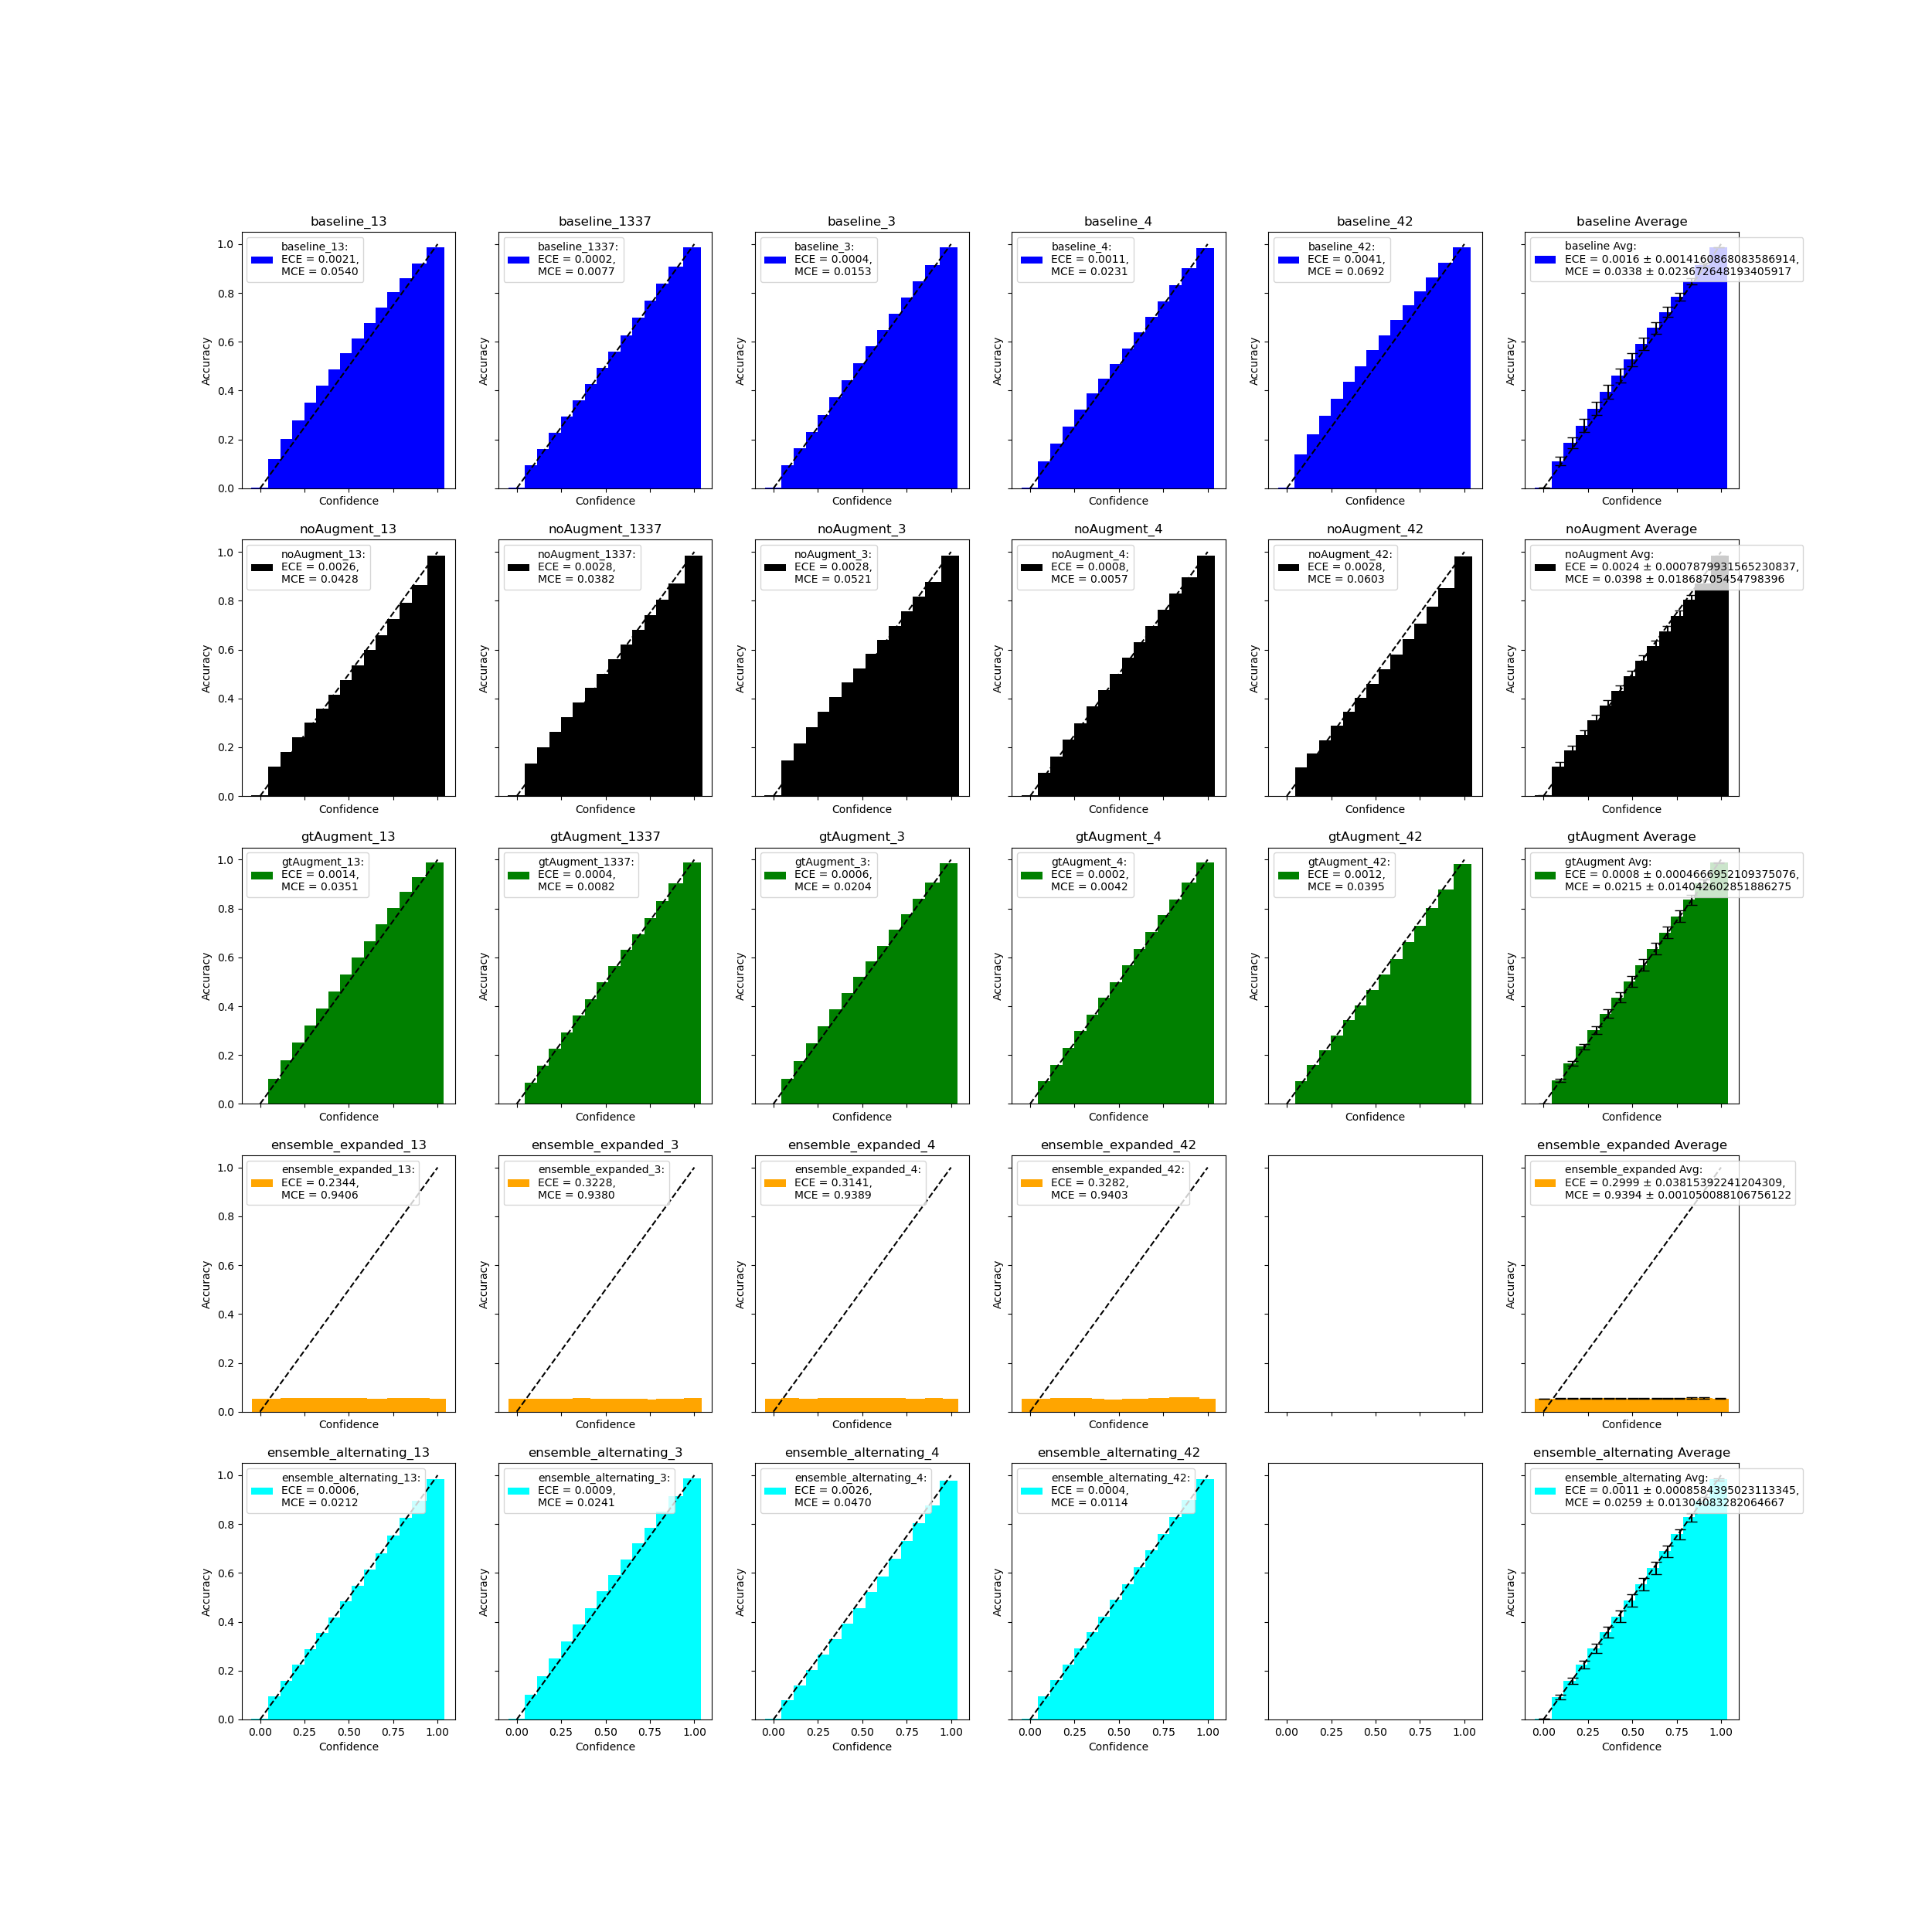 baseline_13
baseline_1337
baseline_3
baseline_4
baseline_42
baseline Average
baseline_13:
ECE = 0.0021,
MCE = 0.0540
baseline_1337:
ECE = 0.0002,
MCE = 0.0077
baseline_3:
ECE = 0.0004,
MCE = 0.0153
baseline_4:
ECE = 0.0011,
MCE = 0.0231
baseline_42:
ECE = 0.0041,
MCE = 0.0692
baseline Avg:
ECE = 0.0016 ± 0.0014160868083586914,
MCE = 0.0338 ± 0.023672648193405917
1.0
0.8
0.6
0.4
0.2
0.0
Accuracy
Accuracy
Accuracy
Accuracy
Accuracy
Accuracy
Confidence
Confidence
Confidence
Confidence
Confidence
Confidence
noAugment_13
noAugment_1337
noAugment_3
noAugment_4
noAugment_42
noAugment Average
noAugment_13:
ECE = 0.0026,
MCE = 0.0428
noAugment_1337:
ECE = 0.0028,
MCE = 0.0382
noAugment_3:
ECE = 0.0028,
MCE = 0.0521
noAugment_4:
ECE = 0.0008,
MCE = 0.0057
noAugment_42:
ECE = 0.0028,
MCE = 0.0603
noAugment Avg:
ECE = 0.0024 ± 0.0007879931565230837,
MCE = 0.0398 ± 0.01868705454798396
1.0
0.8
0.6
0.4
0.2
0.0
Accuracy
Accuracy
Accuracy
Accuracy
Accuracy
Accuracy
Confidence
Confidence
Confidence
Confidence
Confidence
Confidence
gtAugment_13
gtAugment_1337
gtAugment_3
gtAugment_4
gtAugment_42
gtAugment Average
gtAugment_13:
ECE = 0.0014,
MCE = 0.0351
gtAugment_1337:
ECE = 0.0004,
MCE = 0.0082
gtAugment_3:
ECE = 0.0006,
MCE = 0.0204
gtAugment_4:
ECE = 0.0002,
MCE = 0.0042
gtAugment_42:
ECE = 0.0012,
MCE = 0.0395
gtAugment Avg:
ECE = 0.0008 ± 0.0004666952109375076,
MCE = 0.0215 ± 0.014042602851886275
1.0
0.8
0.6
0.4
0.2
0.0
Accuracy
Accuracy
Accuracy
Accuracy
Accuracy
Accuracy
Confidence
Confidence
Confidence
Confidence
Confidence
Confidence
ensemble_expanded_13
ensemble_expanded_3
ensemble_expanded_4
ensemble_expanded_42
ensemble_expanded Average
ensemble_expanded_13:
ECE = 0.2344,
MCE = 0.9406
ensemble_expanded_3:
ECE = 0.3228,
MCE = 0.9380
ensemble_expanded_4:
ECE = 0.3141,
MCE = 0.9389
ensemble_expanded_42:
ECE = 0.3282,
MCE = 0.9403
ensemble_expanded Avg:
ECE = 0.2999 ± 0.03815392241204309,
MCE = 0.9394 ± 0.001050088106756122
1.0
0.8
0.6
0.4
0.2
0.0
Accuracy
Accuracy
Accuracy
Accuracy
Accuracy
Confidence
Confidence
Confidence
Confidence
Confidence
Confidence
ensemble_alternating_13
ensemble_alternating_3
ensemble_alternating_4
ensemble_alternating_42
ensemble_alternating Average
ensemble_alternating_13:
ECE = 0.0006,
MCE = 0.0212
ensemble_alternating_3:
ECE = 0.0009,
MCE = 0.0241
ensemble_alternating_4:
ECE = 0.0026,
MCE = 0.0470
ensemble_alternating_42:
ECE = 0.0004,
MCE = 0.0114
ensemble_alternating Avg:
ECE = 0.0011 ± 0.0008584395023113345,
MCE = 0.0259 ± 0.01304083282064667
1.0
0.8
0.6
0.4
0.2
0.0
Accuracy
Accuracy
Accuracy
Accuracy
Accuracy
0.00 0.25 0.50 0.75 1.00
0.00 0.25 0.50 0.75 1.00
0.00 0.25 0.50 0.75 1.00
0.00 0.25 0.50 0.75 1.00
0.00 0.25 0.50 0.75 1.00
0.00 0.25 0.50 0.75 1.00
Confidence
Confidence
Confidence
Confidence
Confidence
Confidence